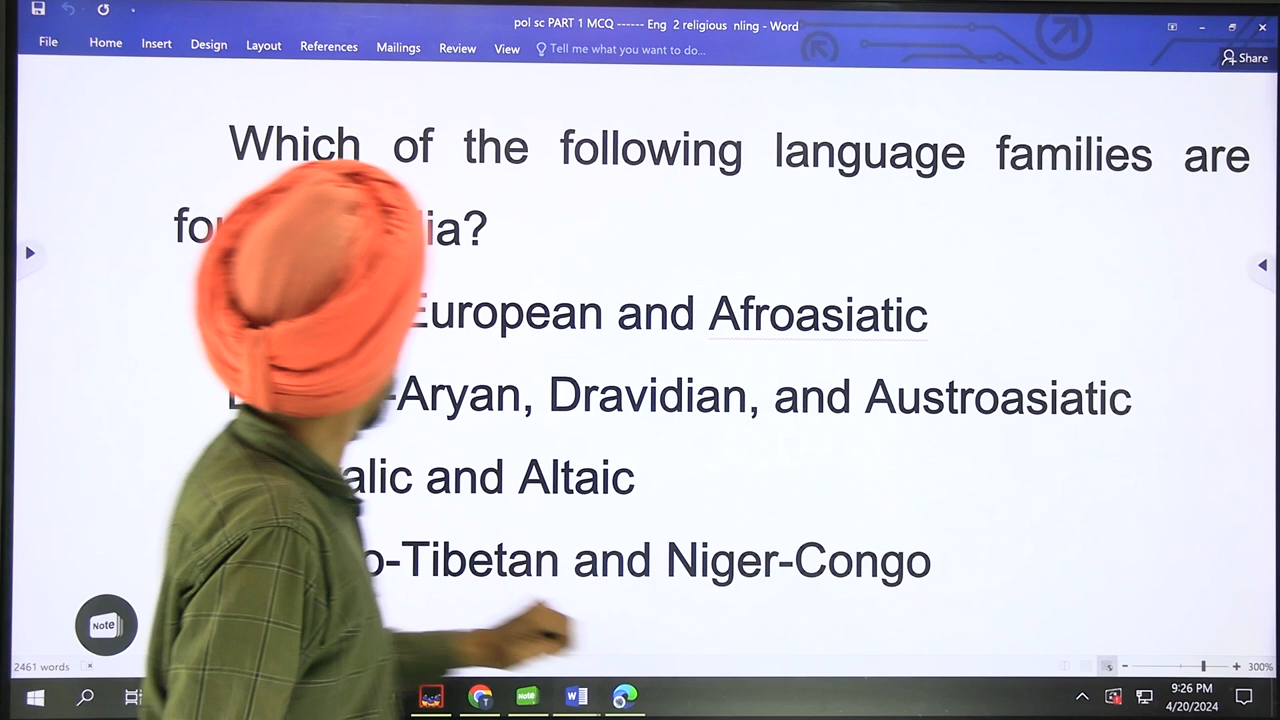 pol sc PART 1 MCQ ------ Eng 2 religious nling - Word
File Home Insert Design Layout References Mailings Review View Tell me what you want to do...
Share
Which of the following language families are
fo ia?
European and Afroasiatic
-Aryan, Dravidian, and Austroasiatic
alic and Altaic
o-Tibetan and Niger-Congo
Note
2461 words
300%
Note
9:26 PM
4/20/2024